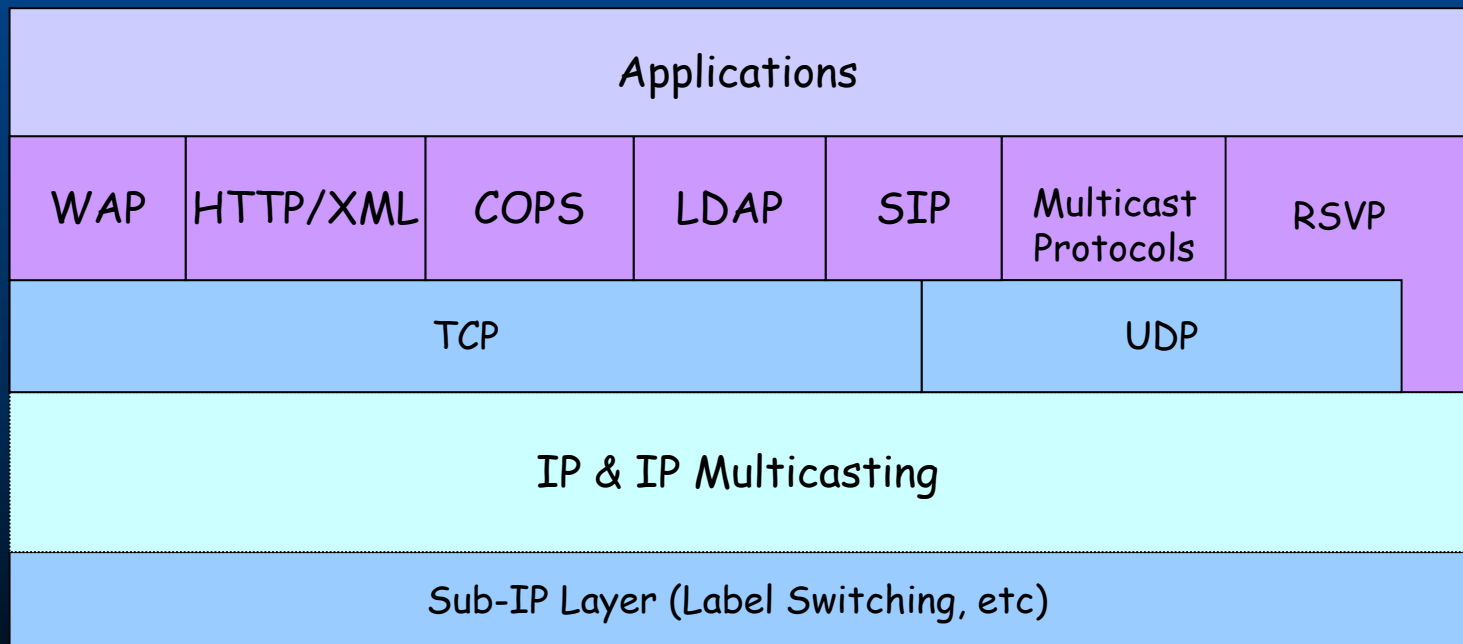 Applications
WAP
HTTP/XML
COPS
LDAP
SIP
Multicast
Protocols
RSVP
TCP
UDP
IP & IP Multicasting
Sub-IP Layer (Label Switching, etc)